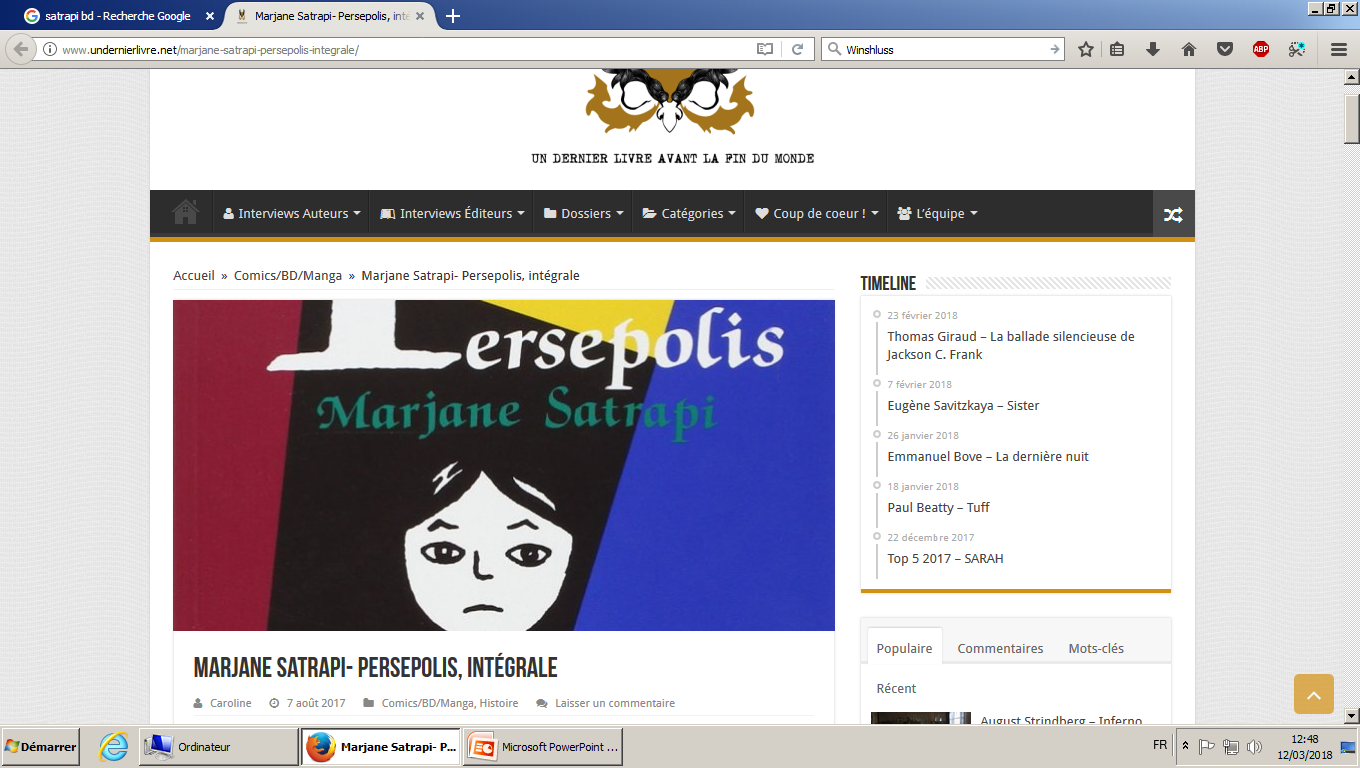 satrapi bd - Recherche Google
Marjane Satrapi- Persepolis, inté
www.undernierlivre.net/marjane-satrapi-persepolis-integrale/
Winshluss
ABP
UN DERNIER LIVRE AVANT LA FIN DU MONDE
Interviews Auteurs
Interviews Éditeurs
Dossiers
Catégories
Coup de coeur !
L'équipe
Accueil » Comics/BD/Manga » Marjane Satrapi- Persepolis, intégrale
Persepolis
Marjane Satrapi
MARJANE SATRAPI- PERSEPOLIS, INTÉGRALE
Caroline 7 août 2017 Comics/BD/Manga, Histoire Laisser un commentaire
TIMELINE
23 février 2018
Thomas Giraud – La ballade silencieuse de
Jackson C. Frank
7 février 2018
Eugène Savitzkaya – Sister
26 janvier 2018
Emmanuel Bove – La dernière nuit
18 janvier 2018
Paul Beatty – Tuff
22 décembre 2017
Top 5 2017 – SARAH
Populaire Commentaires Mots-clés
Récent
August Strindberg – Inferno
Démarrer
Ordinateur
Marjane Satrapi- P...
Microsoft PowerPoint ...
FR
12:48
12/03/2018